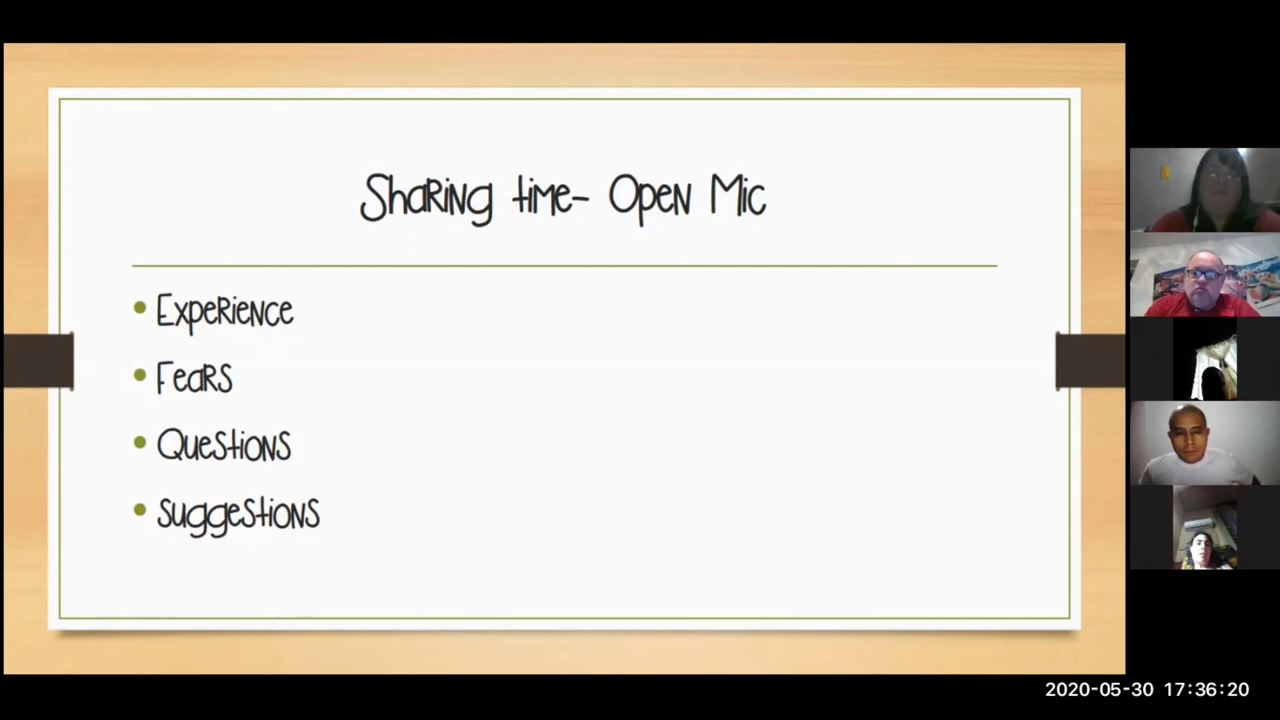 Sharing time- Open Mic
Experience
Fears
Questions
suggestions
2020-05-30 17:36:20